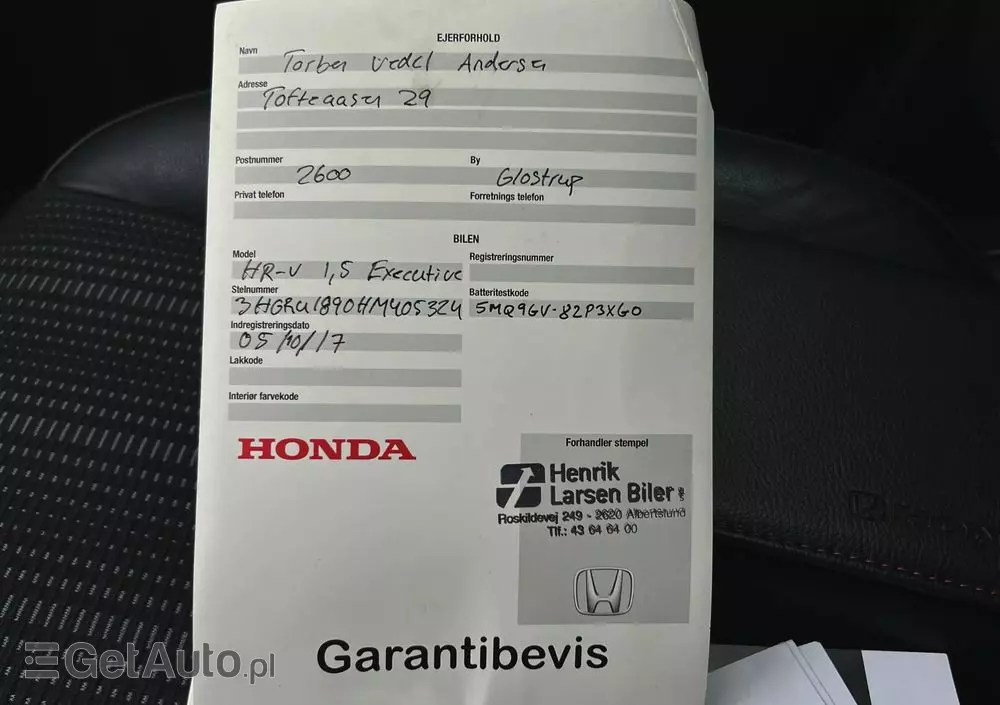 EJERFORHOLD
Navn
Torben Vedel Andersen
Adresse
Tofteaasen 29
Postnummer By
2600 Glostrup
Privat telefon Forretnings telefon
BILEN
Model Registreringsnummer
HR-V 1,5 Executive
Stelnummer Batteritestkode
3HGRU1890HM405324 5MQ9GV-82P3XG0
Indregistreringsdato
05/10/17
Lakkode
Interiør farvekode
HONDA
Forhandler stempel
Henrik
Larsen Biler
Roskildevej 249 - 2620 Albertslund
Tlf.: 43 64 64 00
Garantibevis
GetAuto.pl